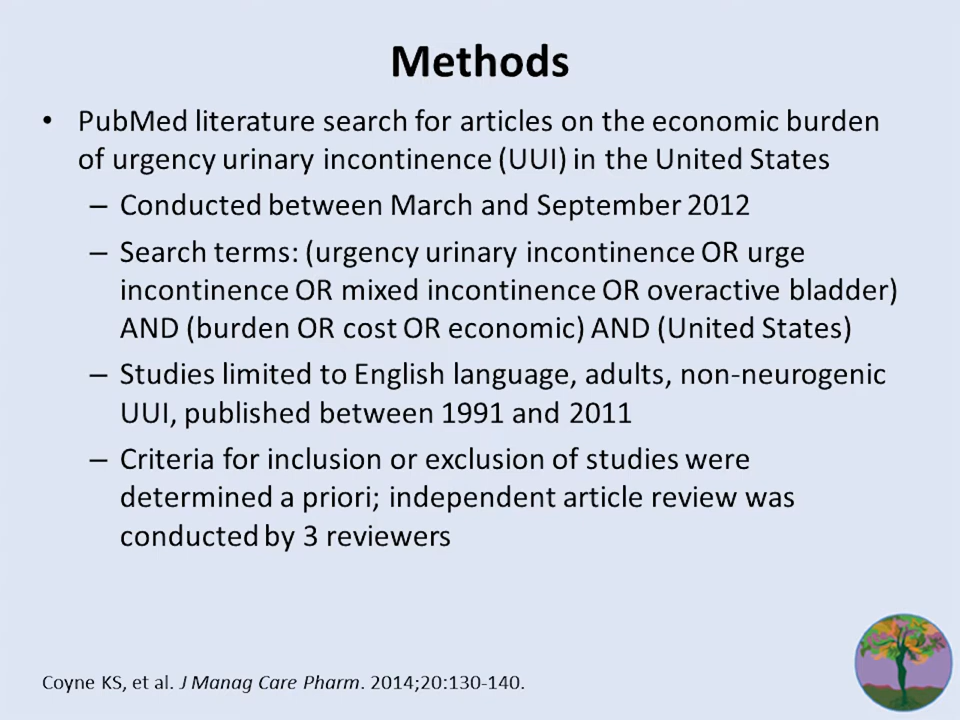 Methods
• PubMed literature search for articles on the economic burden
of urgency urinary incontinence (UUI) in the United States
– Conducted between March and September 2012
– Search terms: (urgency urinary incontinence OR urge
incontinence OR mixed incontinence OR overactive bladder)
AND (burden OR cost OR economic) AND (United States)
– Studies limited to English language, adults, non-neurogenic
UUI, published between 1991 and 2011
– Criteria for inclusion or exclusion of studies were
determined a priori; independent article review was
conducted by 3 reviewers
Coyne KS, et al. J Manag Care Pharm. 2014;20:130-140.